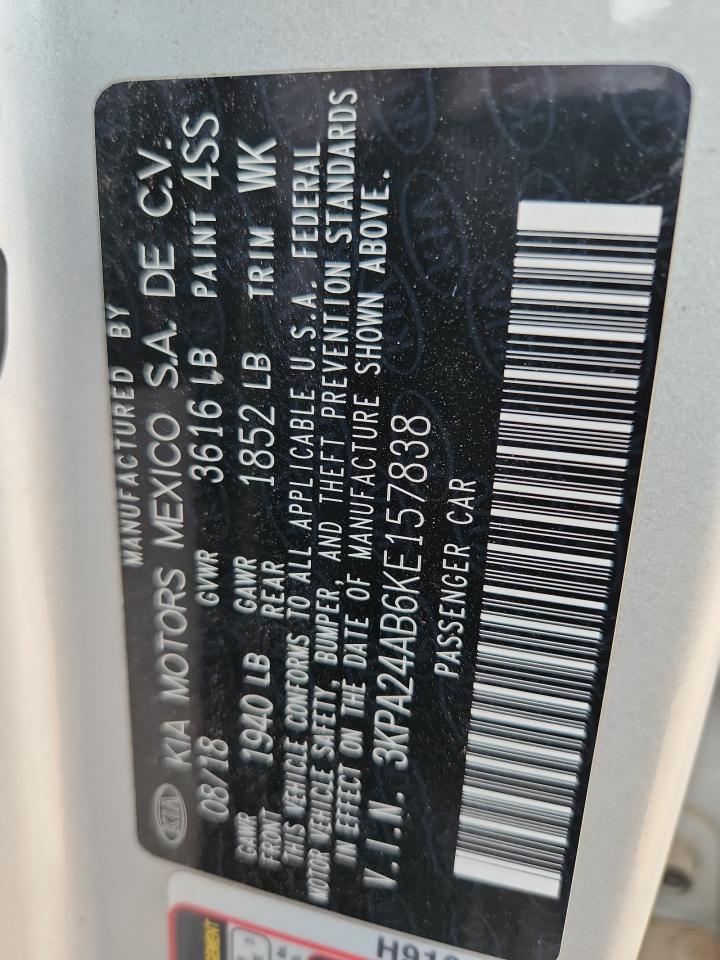 MANUFACTURED BY
KIA KIA MOTORS MEXICO S.A. DE C.V.
08/18 GVWR 3616 LB PAINT 4SS
GAWR FRONT 1940 LB GAWR REAR 1852 LB TRIM WK
THIS VEHICLE CONFORMS TO ALL APPLICABLE U.S.A. FEDERAL
MOTOR VEHICLE SAFETY, BUMPER, AND THEFT PREVENTION STANDARDS
IN EFFECT ON THE DATE OF MANUFACTURE SHOWN ABOVE.
V.I.N. 3KPA24AB6KE157838
PASSENGER CAR